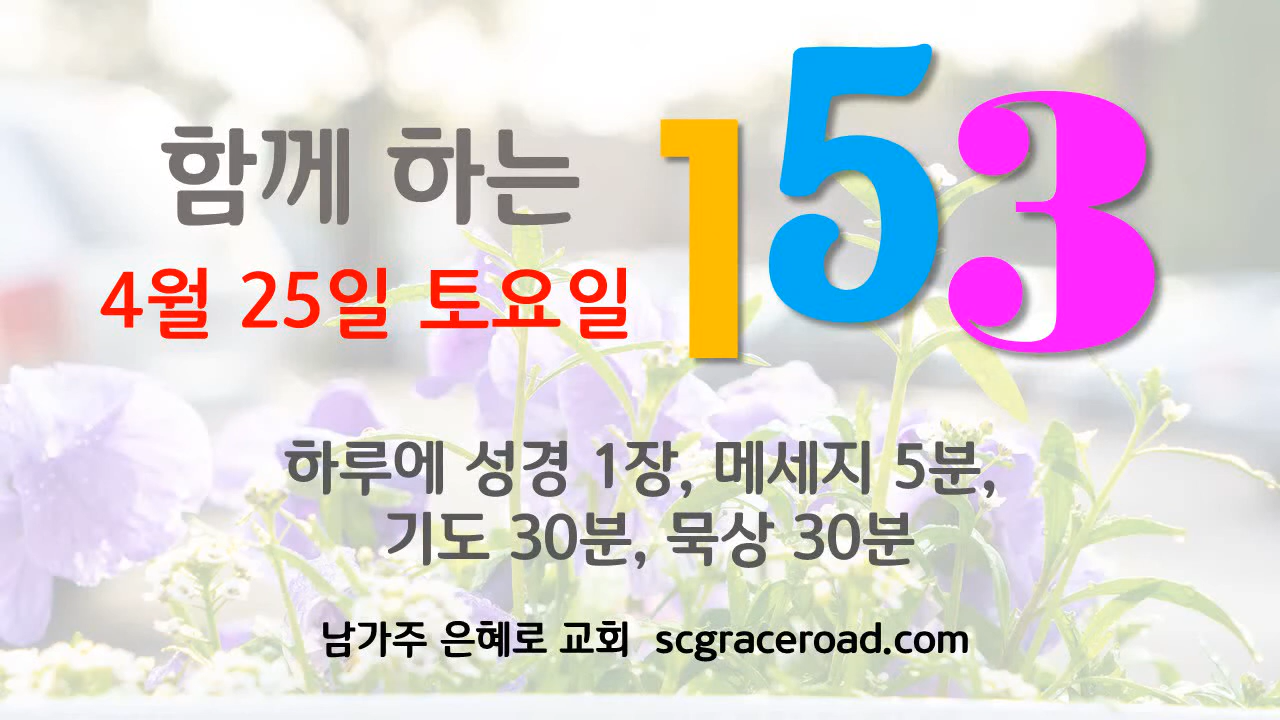 함께 하는 153
4월 25일 토요일
하루에 성경 1장, 메세지 5분,
기도 30분, 묵상 30분
남가주 은혜로 교회 scgraceroad.com